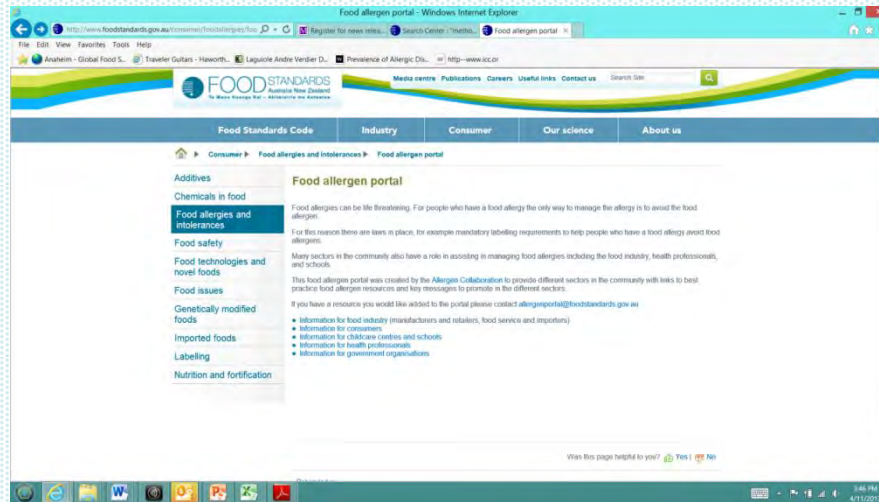 Food allergen portal - Windows Internet Explorer
http://www.foodstandards.gov.au/consumer/foodallergies/foo
Register for news relea...
Search Center : "metho...
Food allergen portal
File Edit View Favorites Tools Help
Anaheim - Global Food S...
Traveler Guitars - Haworth...
Laguiole Andre Verdier D...
Prevalence of Allergic Dis...
http--www.icc.or
FOOD STANDARDS
Australia New Zealand
Te Mana Kounga Kai – Ahitereiria me Aotearoa
Media centre Publications Careers Useful links Contact us
Search Site
Food Standards Code Industry Consumer Our science About us
Consumer Food allergies and intolerances Food allergen portal
Additives
Chemicals in food
Food allergies and
intolerances
Food safety
Food technologies and
novel foods
Food issues
Genetically modified
foods
Imported foods
Labelling
Nutrition and fortification
Food allergen portal
Food allergies can be life threatening. For people who have a food allergy the only way to manage the allergy is to avoid the food
allergen.
For this reason there are laws in place, for example mandatory labelling requirements to help people who have a food allergy avoid food
allergens.
Many sectors in the community also have a role in assisting in managing food allergies including the food industry, health professionals,
and schools.
This food allergen portal was created by the Allergen Collaboration to provide different sectors in the community with links to best
practice food allergen resources and key messages to promote in the different sectors.
If you have a resource you would like added to the portal please contact allergenportal@foodstandards.gov.au
Information for food industry (manufacturers and retailers, food service and importers)
Information for consumers
Information for childcare centres and schools
Information for health professionals
Information for government organisations
Was this page helpful to you? Yes | No
3:46 PM